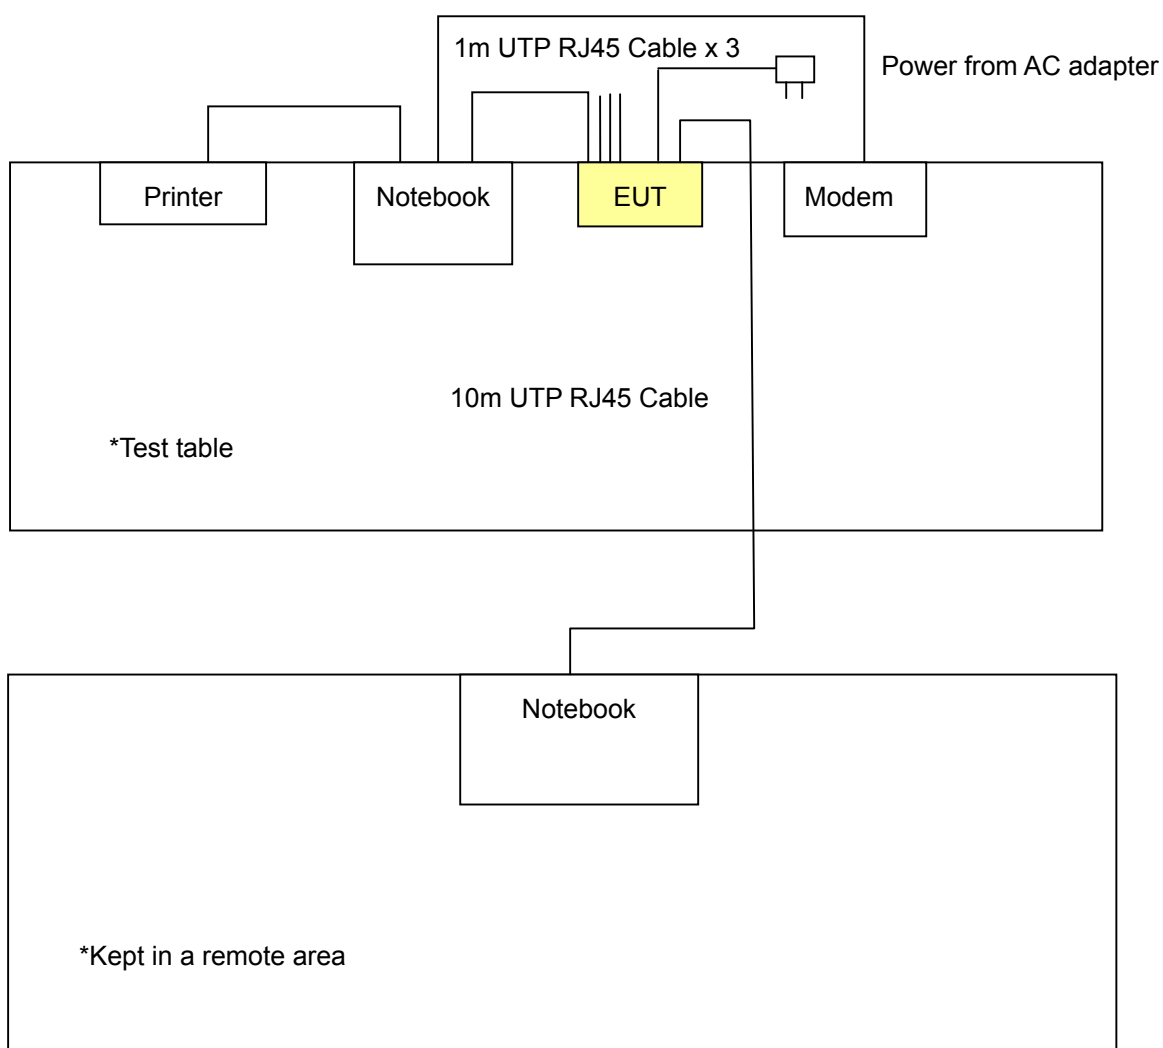 1m UTP RJ45 Cable x 3
Power from AC adapter
Printer
Notebook
EUT
Modem
10m UTP RJ45 Cable
*Test table
Notebook
*Kept in a remote area